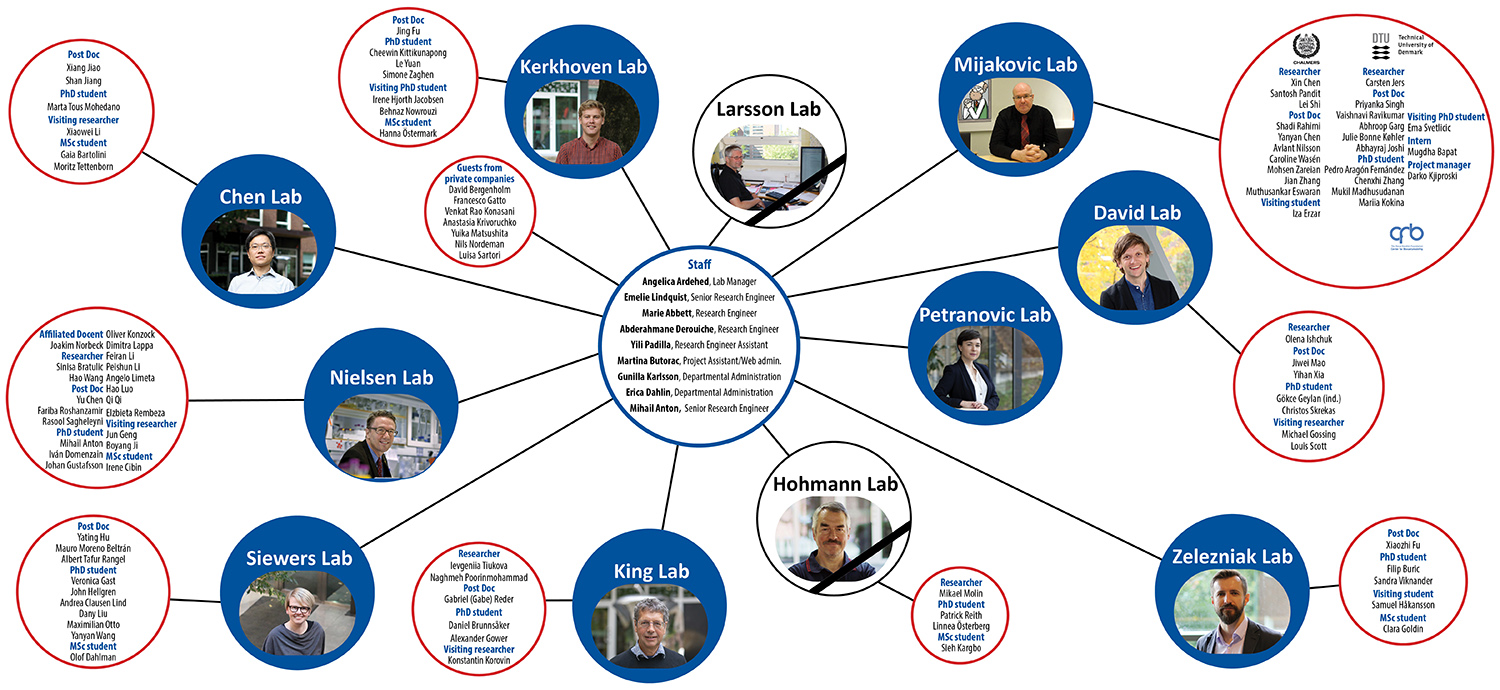 Post Doc
Xiang Jiao
Shan Jiang
PhD student
Marta Tous Mohedano
Visiting researcher
Xiaowei Li
MSc student
Gaia Bartolini
Moritz Tettenborn
Chen Lab
Post Doc
Jing Fu
PhD student
Cheewin Kittikunapong
Le Yuan
Simone Zaghen
Visiting PhD student
Irene Hjorth Jacobsen
Behnaz Nowrouzi
MSc student
Hanna Östermark
Kerkhoven Lab
Guests from
private companies
David Bergenholm
Francesco Gatto
Venkat Rao Konasani
Anastasia Krivoruchko
Yuika Matsushita
Nils Nordeman
Luisa Sartori
Larsson Lab
Mijakovic Lab
CHALMERS
Researcher
Xin Chen
Santosh Pandit
Lei Shi
Post Doc
Shadi Rahimi
Yanyan Chen
Avlant Nilsson
Caroline Wasén
Mohsen Zareian
Jian Zhang
Muthusankar Eswaran
Visiting student
Iza Erzar
DTU
Technical
University of
Denmark
Researcher
Carsten Jers
Post Doc
Priyanka Singh
Vaishnavi Ravikumar
Abhroop Garg
Julie Bonne Køhler
Abhayraj Joshi
PhD student
Pedro Aragón Fernández
Chenxhi Zhang
Mukil Madhusudanan
Mariia Kokina
Visiting PhD student
Ema Svetlicic
Intern
Mugdha Bapat
Project manager
Darko Kjiproski
David Lab
Researcher
Olena Ishchuk
Post Doc
Jiwei Mao
Yihan Xia
PhD student
Gökce Geylan (ind.)
Christos Skrekas
Visiting researcher
Michael Gossing
Louis Scott
Petranovic Lab
Staff
Angelica Ardehed, Lab Manager
Emelie Lindquist, Senior Research Engineer
Marie Abbett, Research Engineer
Abderahmane Derouiche, Research Engineer
Yili Padilla, Research Engineer Assistant
Martina Butorac, Project Assistant/Web admin.
Gunilla Karlsson, Departmental Administration
Erica Dahlin, Departmental Administration
Mihail Anton, Senior Research Engineer
Affiliated Docent
Joakim Norbeck
Researcher
Sinisa Bratulic
Hao Wang
Post Doc
Yu Chen
Fariba Roshanzamir
Rasool Sagheleyni
PhD student
Mihail Anton
Iván Domenzain
Johan Gustafsson
Oliver Konzock
Dimitra Lappa
Feiran Li
Peishun Li
Angelo Limeta
Hao Luo
Qi Qi
Elzbieta Rembeza
Visiting researcher
Jun Geng
Boyang Ji
MSc student
Irene Cibin
Nielsen Lab
Post Doc
Yating Hu
Mauro Moreno Beltrán
Albert Tafur Rangel
PhD student
Veronica Gast
John Hellgren
Andrea Clausen Lind
Dany Liu
Maximilian Otto
Yanyan Wang
MSc student
Olof Dahlman
Siewers Lab
Researcher
Ievgeniia Tiukova
Naghmeh Poorinmohammad
Post Doc
Gabriel (Gabe) Reder
PhD student
Daniel Brunnsåker
Alexander Gower
Visiting researcher
Konstantin Korovin
King Lab
Hohmann Lab
Researcher
Mikael Molin
PhD student
Patrick Reith
Linnea Österberg
MSc student
Sleh Kargbo
Zelezniak Lab
Post Doc
Xiaozhi Fu
PhD student
Filip Buric
Sandra Viknander
Visiting student
Samuel Håkansson
MSc student
Clara Goldin